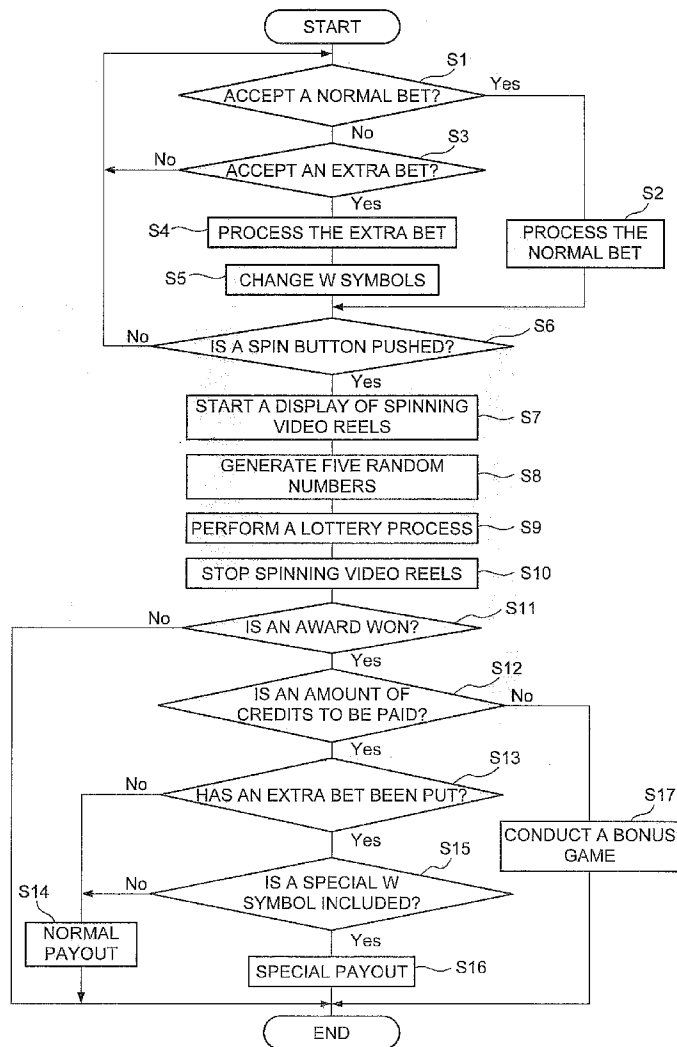 START
S1
ACCEPT A NORMAL BET?
Yes
No
S3
No
ACCEPT AN EXTRA BET?
Yes
S2
S4
PROCESS THE EXTRA BET
PROCESS THE
NORMAL BET
S5
CHANGE W SYMBOLS
S6
No
IS A SPIN BUTTON PUSHED?
Yes
START A DISPLAY OF SPINNING
VIDEO REELS
S7
GENERATE FIVE RANDOM
NUMBERS
S8
PERFORM A LOTTERY PROCESS
S9
STOP SPINNING VIDEO REELS
S10
S11
No
IS AN AWARD WON?
Yes
S12
IS AN AMOUNT OF
CREDITS TO BE PAID?
No
Yes
S13
No
HAS AN EXTRA BET BEEN PUT?
S17
Yes
CONDUCT A BONUS
GAME
S15
No
IS A SPECIAL W
SYMBOL INCLUDED?
S14
NORMAL
PAYOUT
Yes
SPECIAL PAYOUT
S16
END